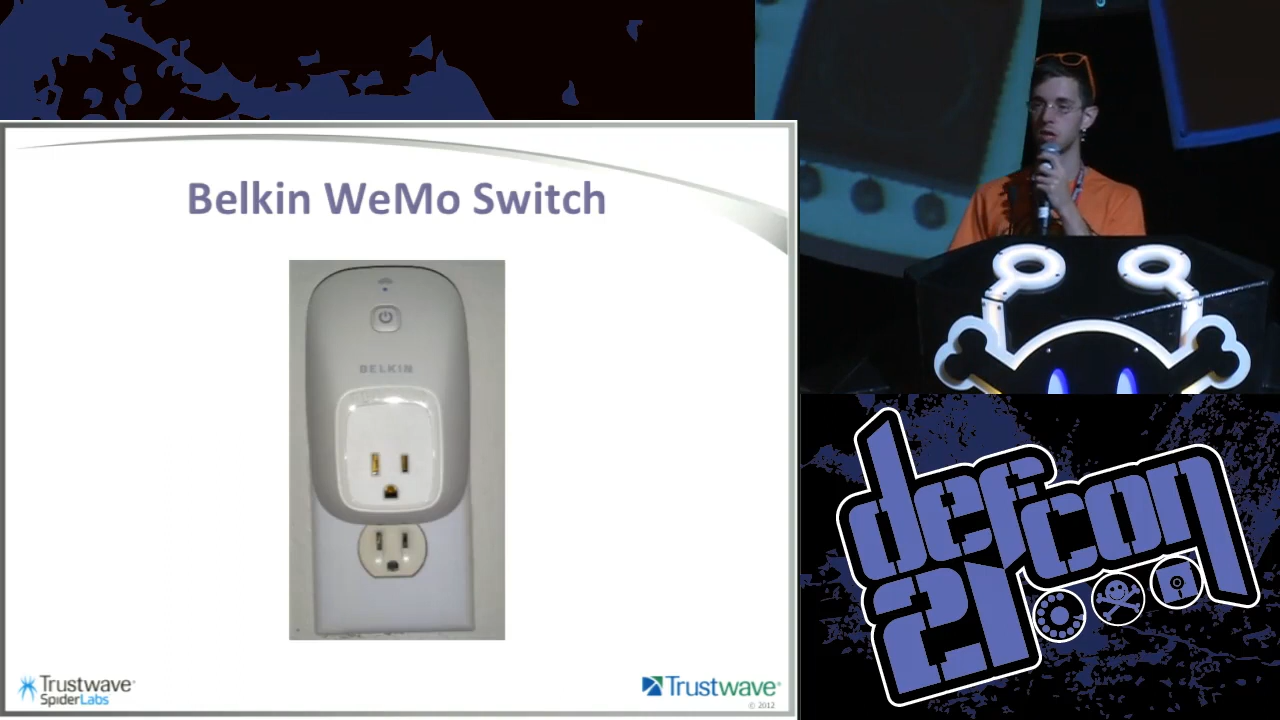 Belkin WeMo Switch
BELKIN
Trustwave®
SpiderLabs
Trustwave®
© 2012
defcon
21